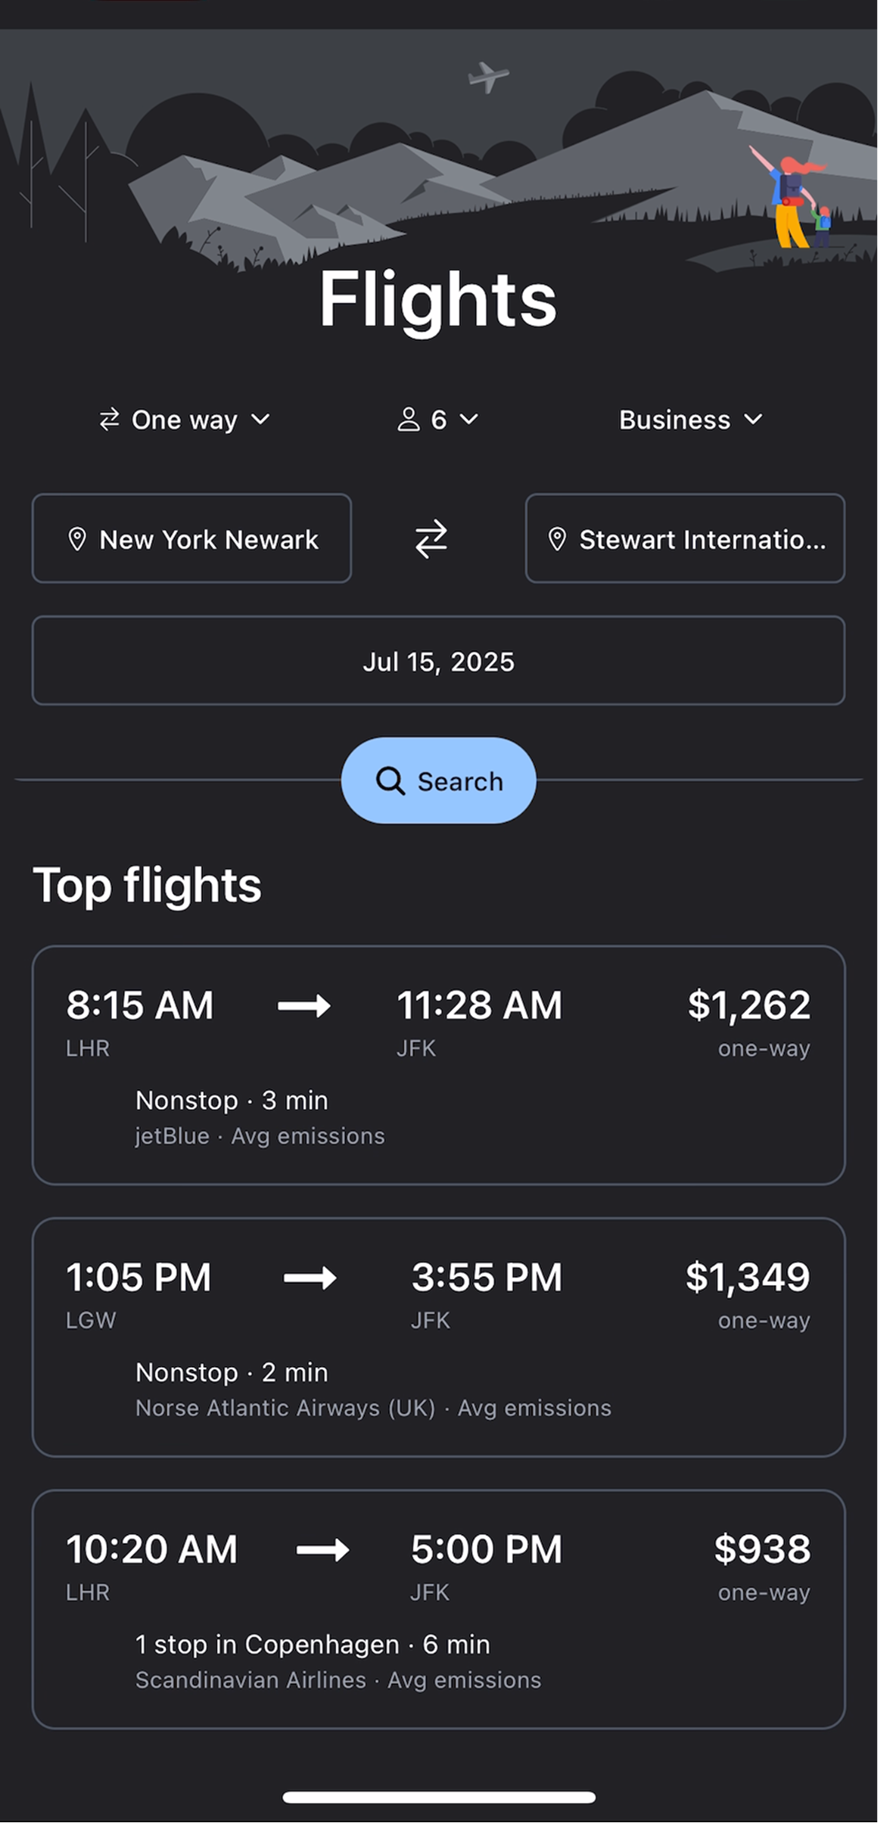 Flights
One way 6 Business
New York Newark Stewart Internatio...
Jul 15, 2025
Search
Top flights
8:15 AM 11:28 AM $1,262
LHR JFK one-way
Nonstop · 3 min
jetBlue · Avg emissions
1:05 PM 3:55 PM $1,349
LGW JFK one-way
Nonstop · 2 min
Norse Atlantic Airways (UK) · Avg emissions
10:20 AM 5:00 PM $938
LHR JFK one-way
1 stop in Copenhagen · 6 min
Scandinavian Airlines · Avg emissions